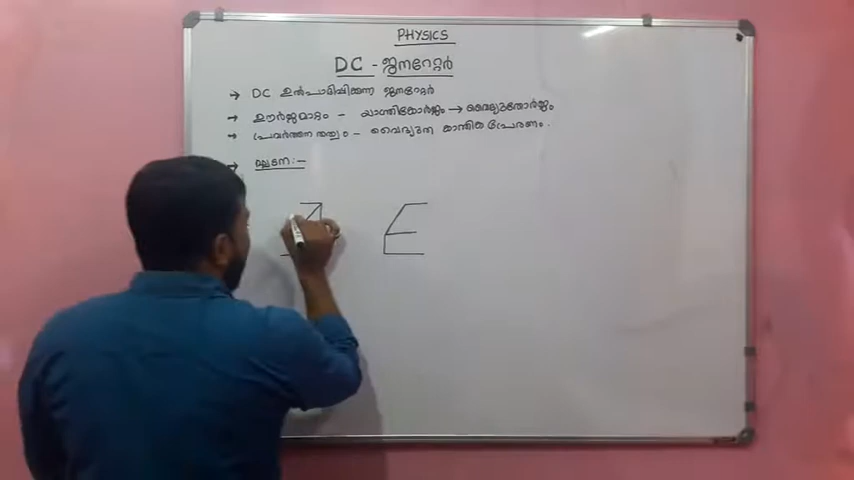 PHYSICS
DC - ജനറേറ്റർ
→ DC ഉൽപാദിപ്പിക്കുന്ന ജനറേറ്റർ
→ ഊർജ്ജമാറ്റം - യാന്ത്രികോർജ്ജം → വൈദ്യുതോർജ്ജം
→ പ്രവർത്തന തത്വം - വൈദ്യുത കാന്തിക പ്രേരണം.
→ ഘടന :-